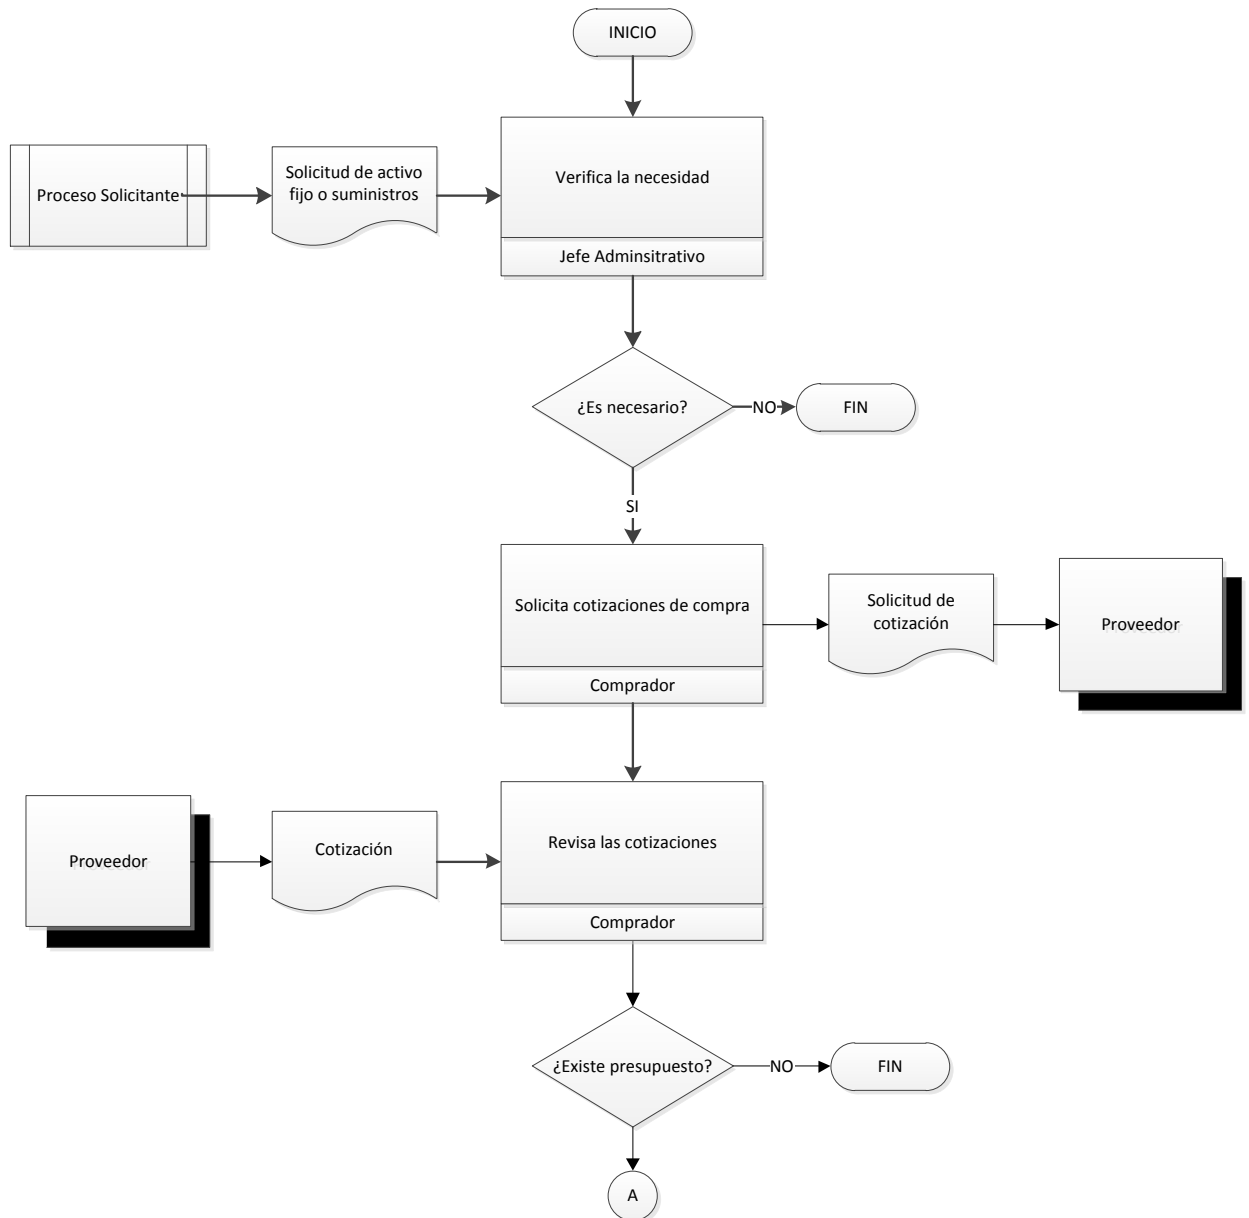 INICIO
Proceso Solicitante
Solicitud de activo
fijo o suministros
Verifica la necesidad
Jefe Adminsitrativo
¿Es necesario?
NO
FIN
SI
Solicita cotizaciones de compra
Comprador
Solicitud de
cotización
Proveedor
Proveedor
Cotización
Revisa las cotizaciones
Comprador
¿Existe presupuesto?
NO
FIN
A